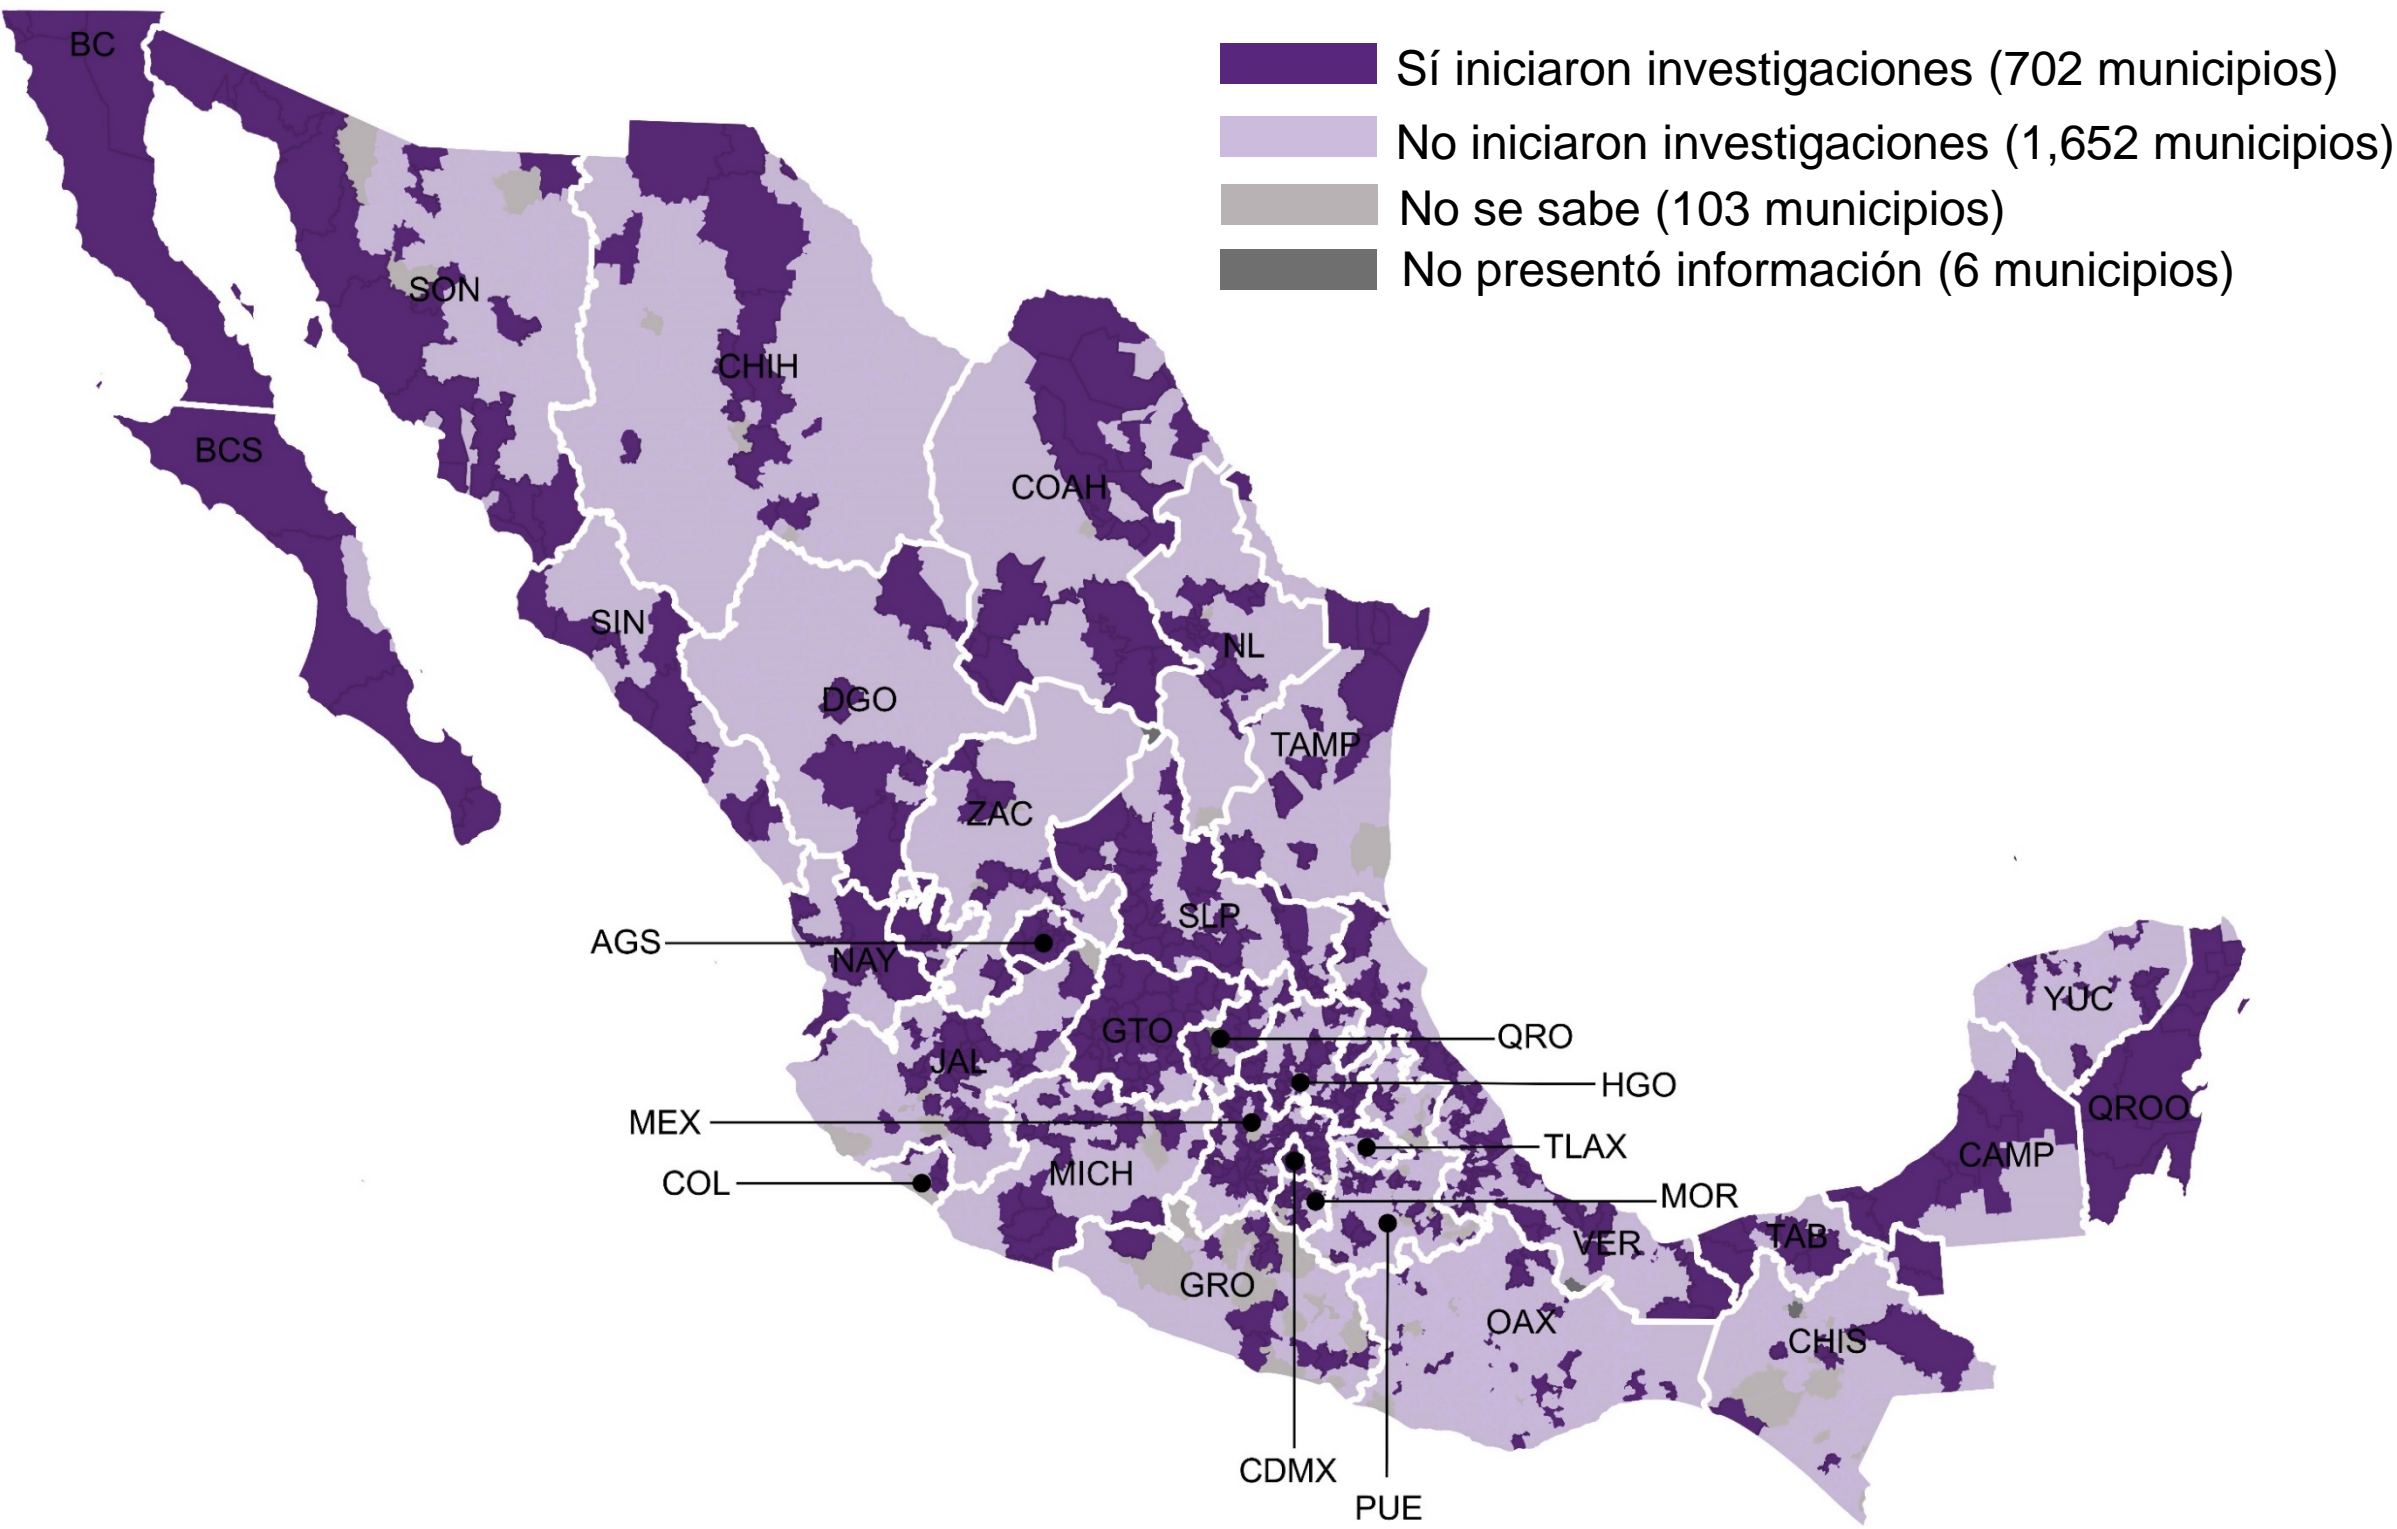 BC
Sí iniciaron investigaciones (702 municipios)
No iniciaron investigaciones (1,652 municipios)
No se sabe (103 municipios)
No presentó información (6 municipios)
SON
CHIH
BCS
COAH
SIN
NL
DGO
TAMP
ZAC
SLP
AGS
NAY
YUC
GTO
QRO
JAL
HGO
QROO
MEX
TLAX
CAMP
MICH
COL
MOR
TAB
VER
GRO
OAX
CHIS
CDMX
PUE